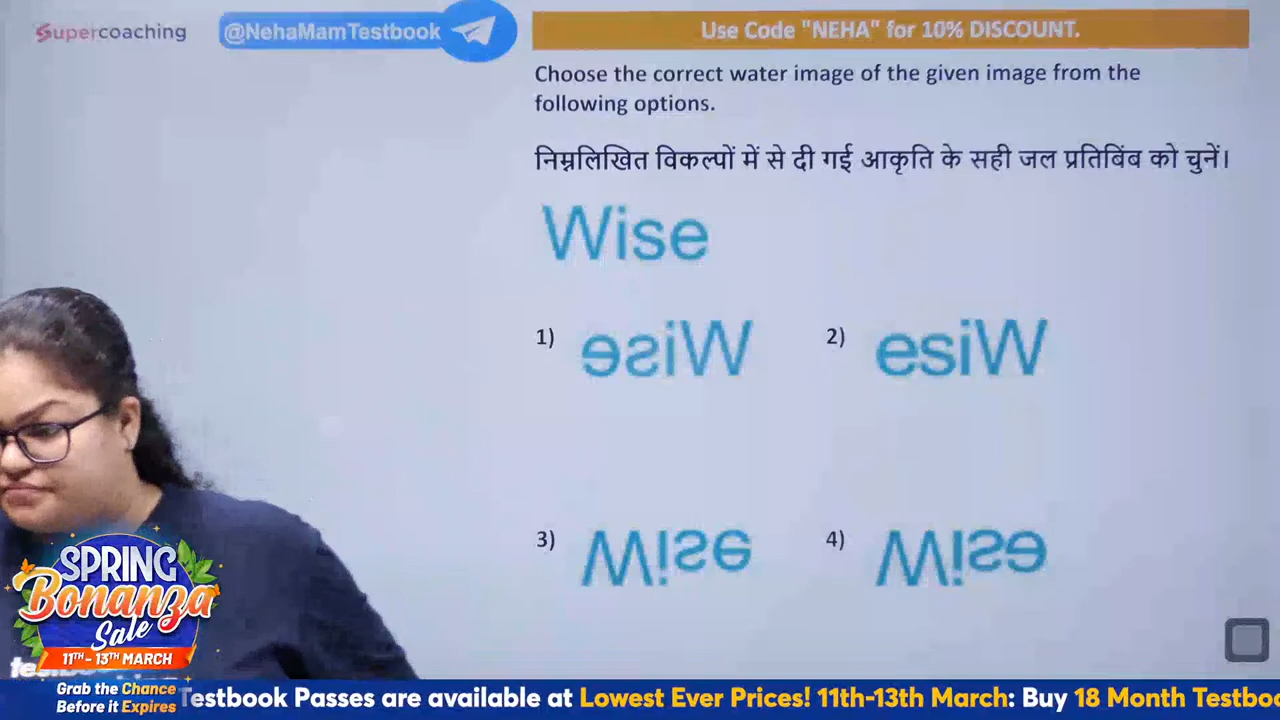 Supercoaching
@NehaMamTestbook
Use Code "NEHA" for 10% DISCOUNT.
Choose the correct water image of the given image from the
following options.
निम्नलिखित विकल्पों में से दी गई आकृति के सही जल प्रतिबिंब को चुनें।
Wise
1)
2) esiW
3)
4)
SPRING
Bonanza
Sale
11TH - 13TH MARCH
Grab the Chance
Before it Expires
Testbook Passes are available at Lowest Ever Prices! 11th-13th March: Buy 18 Month Testboo